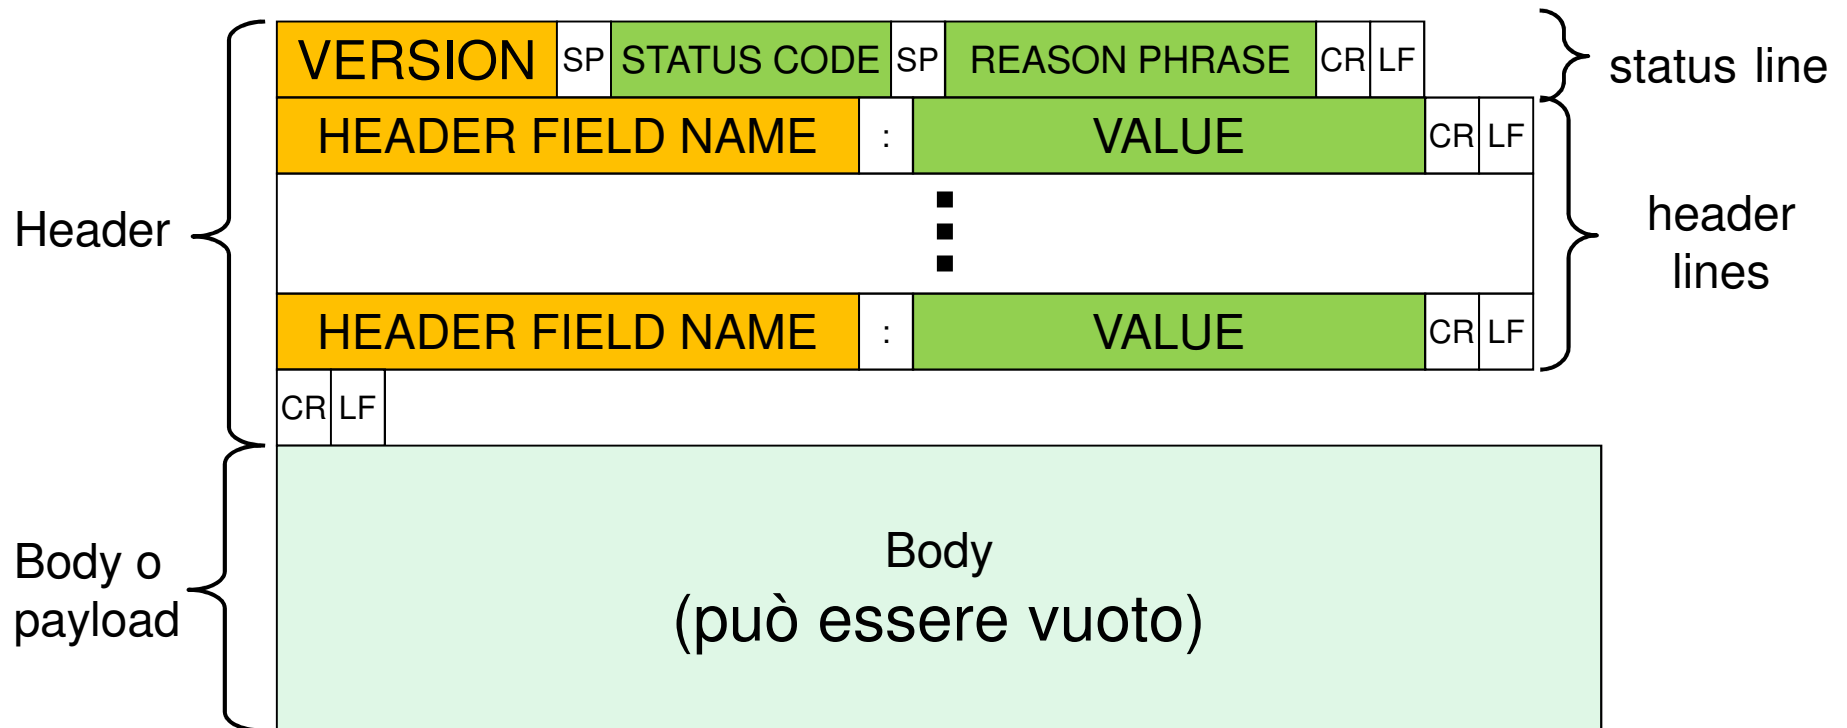 VERSION SP STATUS CODE SP REASON PHRASE CR LF
status line
HEADER FIELD NAME : VALUE CR LF
Header
header
lines
HEADER FIELD NAME : VALUE CR LF
CR LF
Body o
payload
Body
(può essere vuoto)